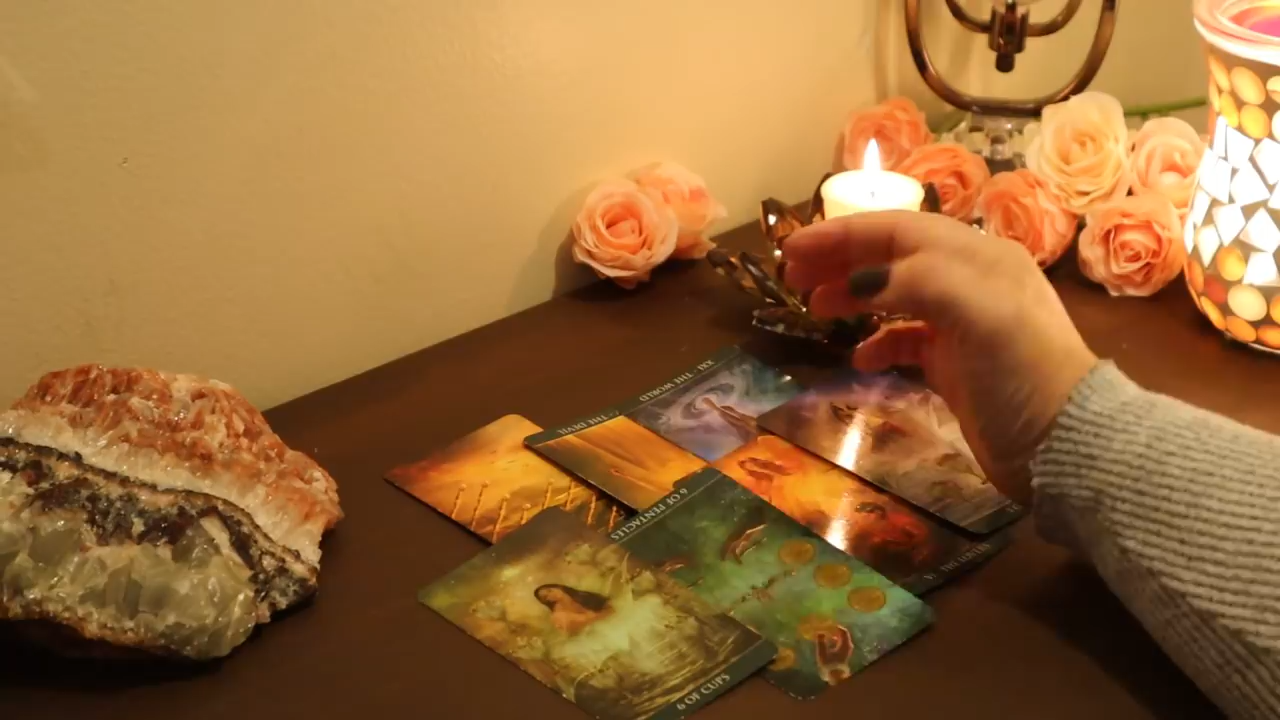 XXI - THE WORLD
THE DEVIL
6 OF PENTACLES
6 OF CUPS